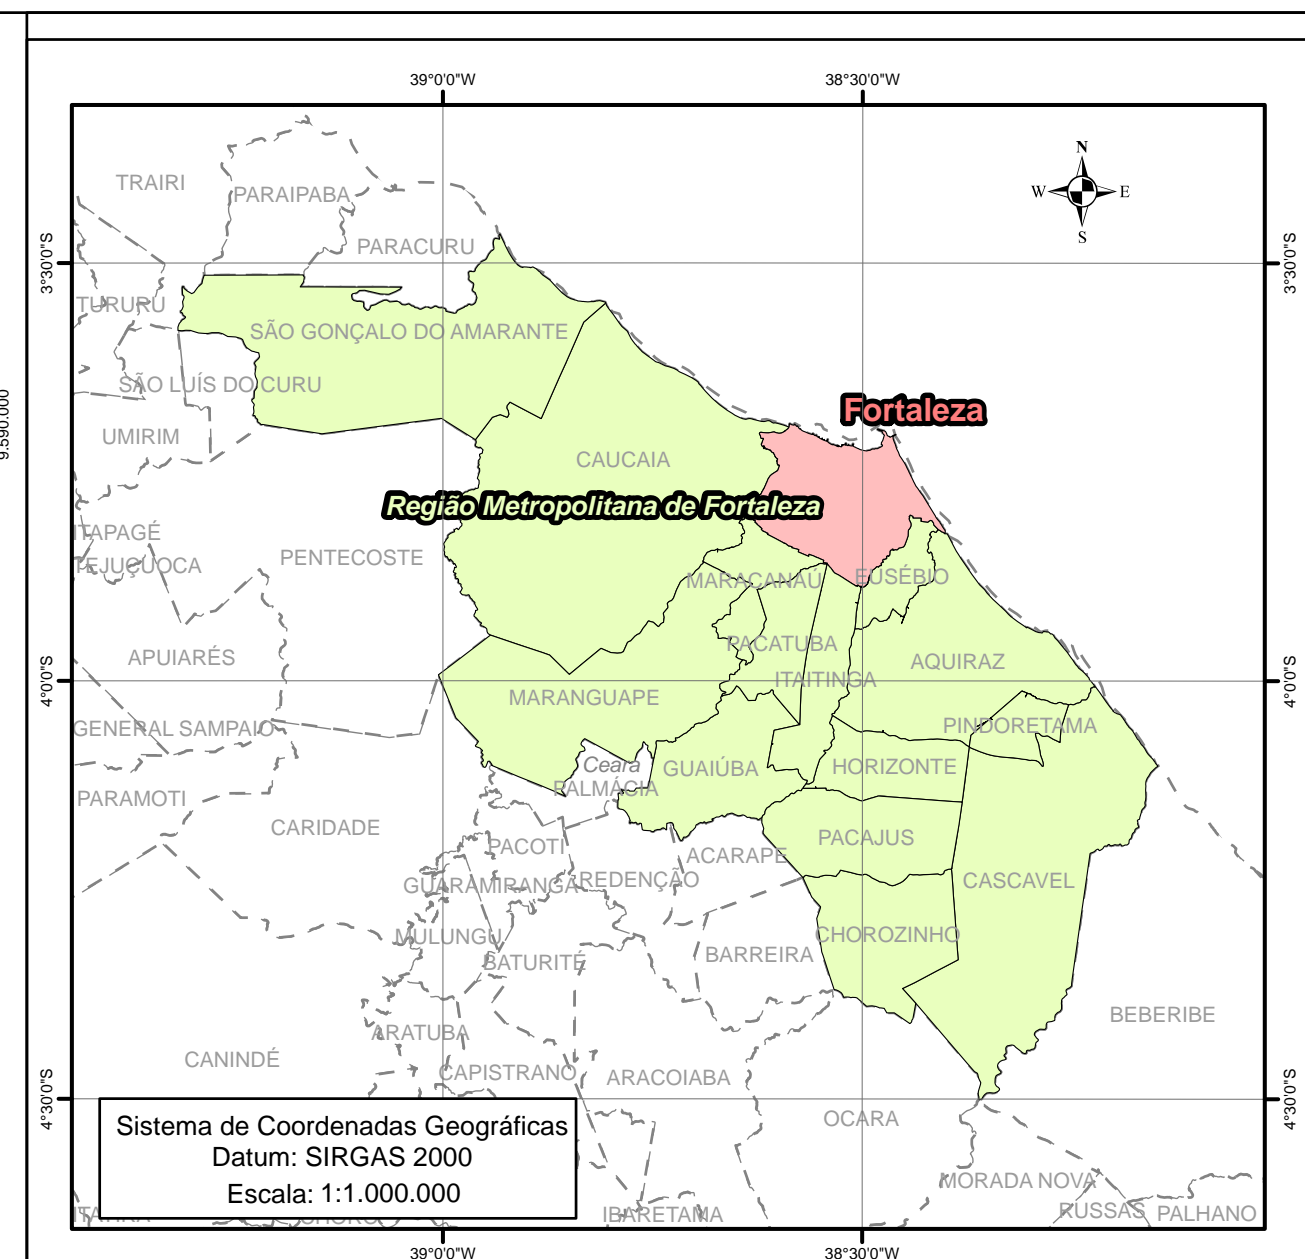 39°0'0"W
38°30'0"W
N
W
E
S
TRAIRI
PARAIPABA
PARACURU
3°30'0"S
3°30'0"S
TURURU
SÃO GONÇALO DO AMARANTE
SÃO LUÍS DO CURU
9.590.000
Fortaleza
UMIRIM
CAUCAIA
Região Metropolitana de Fortaleza
ITAPAGÉ
TEJUÇUOCA
PENTECOSTE
MARACANAÚ
EUSÉBIO
APUIARÉS
PACATUBA
AQUIRAZ
4°0'0"S
ITAITINGA
4°0'0"S
MARANGUAPE
GENERAL SAMPAIO
PINDORETAMA
Ceará
GUAIÚBA
HORIZONTE
PALMÁCIA
PARAMOTI
CARIDADE
PACAJUS
PACOTI
ACARAPE
GUARAMIRANGA
REDENÇÃO
CASCAVEL
MULUNGU
CHOROZINHO
BATURITÉ
BARREIRA
BEBERIBE
ARATUBA
CANINDÉ
CAPISTRANO
ARACOIABA
4°30'0"S
4°30'0"S
OCARA
Sistema de Coordenadas Geográficas
Datum: SIRGAS 2000
Escala: 1:1.000.000
MORADA NOVA
IBARETAMA
RUSSAS
PALHANO
39°0'0"W
38°30'0"W